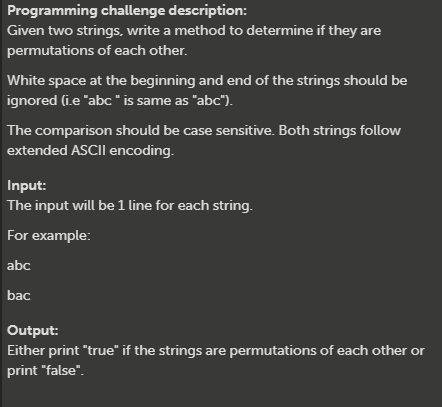 Programming challenge description:
Given two strings, write a method to determine if they are
permutations of each other.
White space at the beginning and end of the strings should be
ignored (i.e "abc " is same as "abc").
The comparison should be case sensitive. Both strings follow
extended ASCII encoding.
Input:
The input will be 1 line for each string.
For example:
abc
bac
Output:
Either print "true" if the strings are permutations of each other or
print "false".